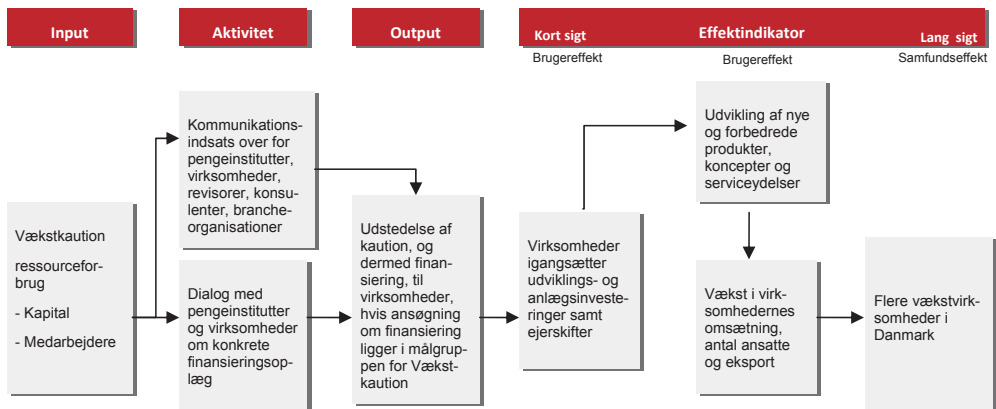 Input
Aktivitet
Output
Kort sigt
Effektindikator
Lang sigt
Brugereffekt
Brugereffekt
Samfundseffekt
Vækstkaution
ressourcefor-
brug
- Kapital
- Medarbejdere
Kommunikations-
indsats over for
pengeinstitutter,
virksomheder,
revisorer, konsu-
lenter, branche-
organisationer
Dialog med
pengeinstitutter
og virksomheder
om konkrete
finansieringsop-
læg
Udstedelse af
kaution, og
dermed finan-
siering, til
virksomheder,
hvis ansøgning
om finansiering
ligger i målgrup-
pen for Vækst-
kaution
Virksomheder
igangsætter
udviklings- og
anlægsinveste-
ringer samt
ejerskifter
Udvikling af nye
og forbedrede
produkter,
koncepter og
serviceydelser
Vækst i virk-
somhedernes
omsætning,
antal ansatte
og eksport
Flere vækstvirk-
somheder i
Danmark